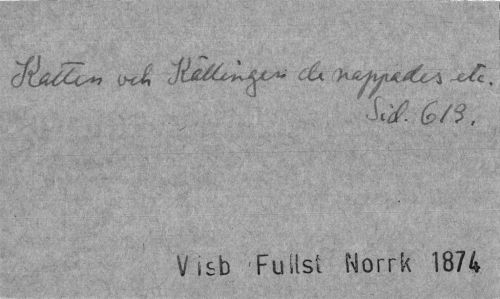 Katten och Källingen de nappades etc.
Sid. 613.
Visb Fullst Norrk 1874